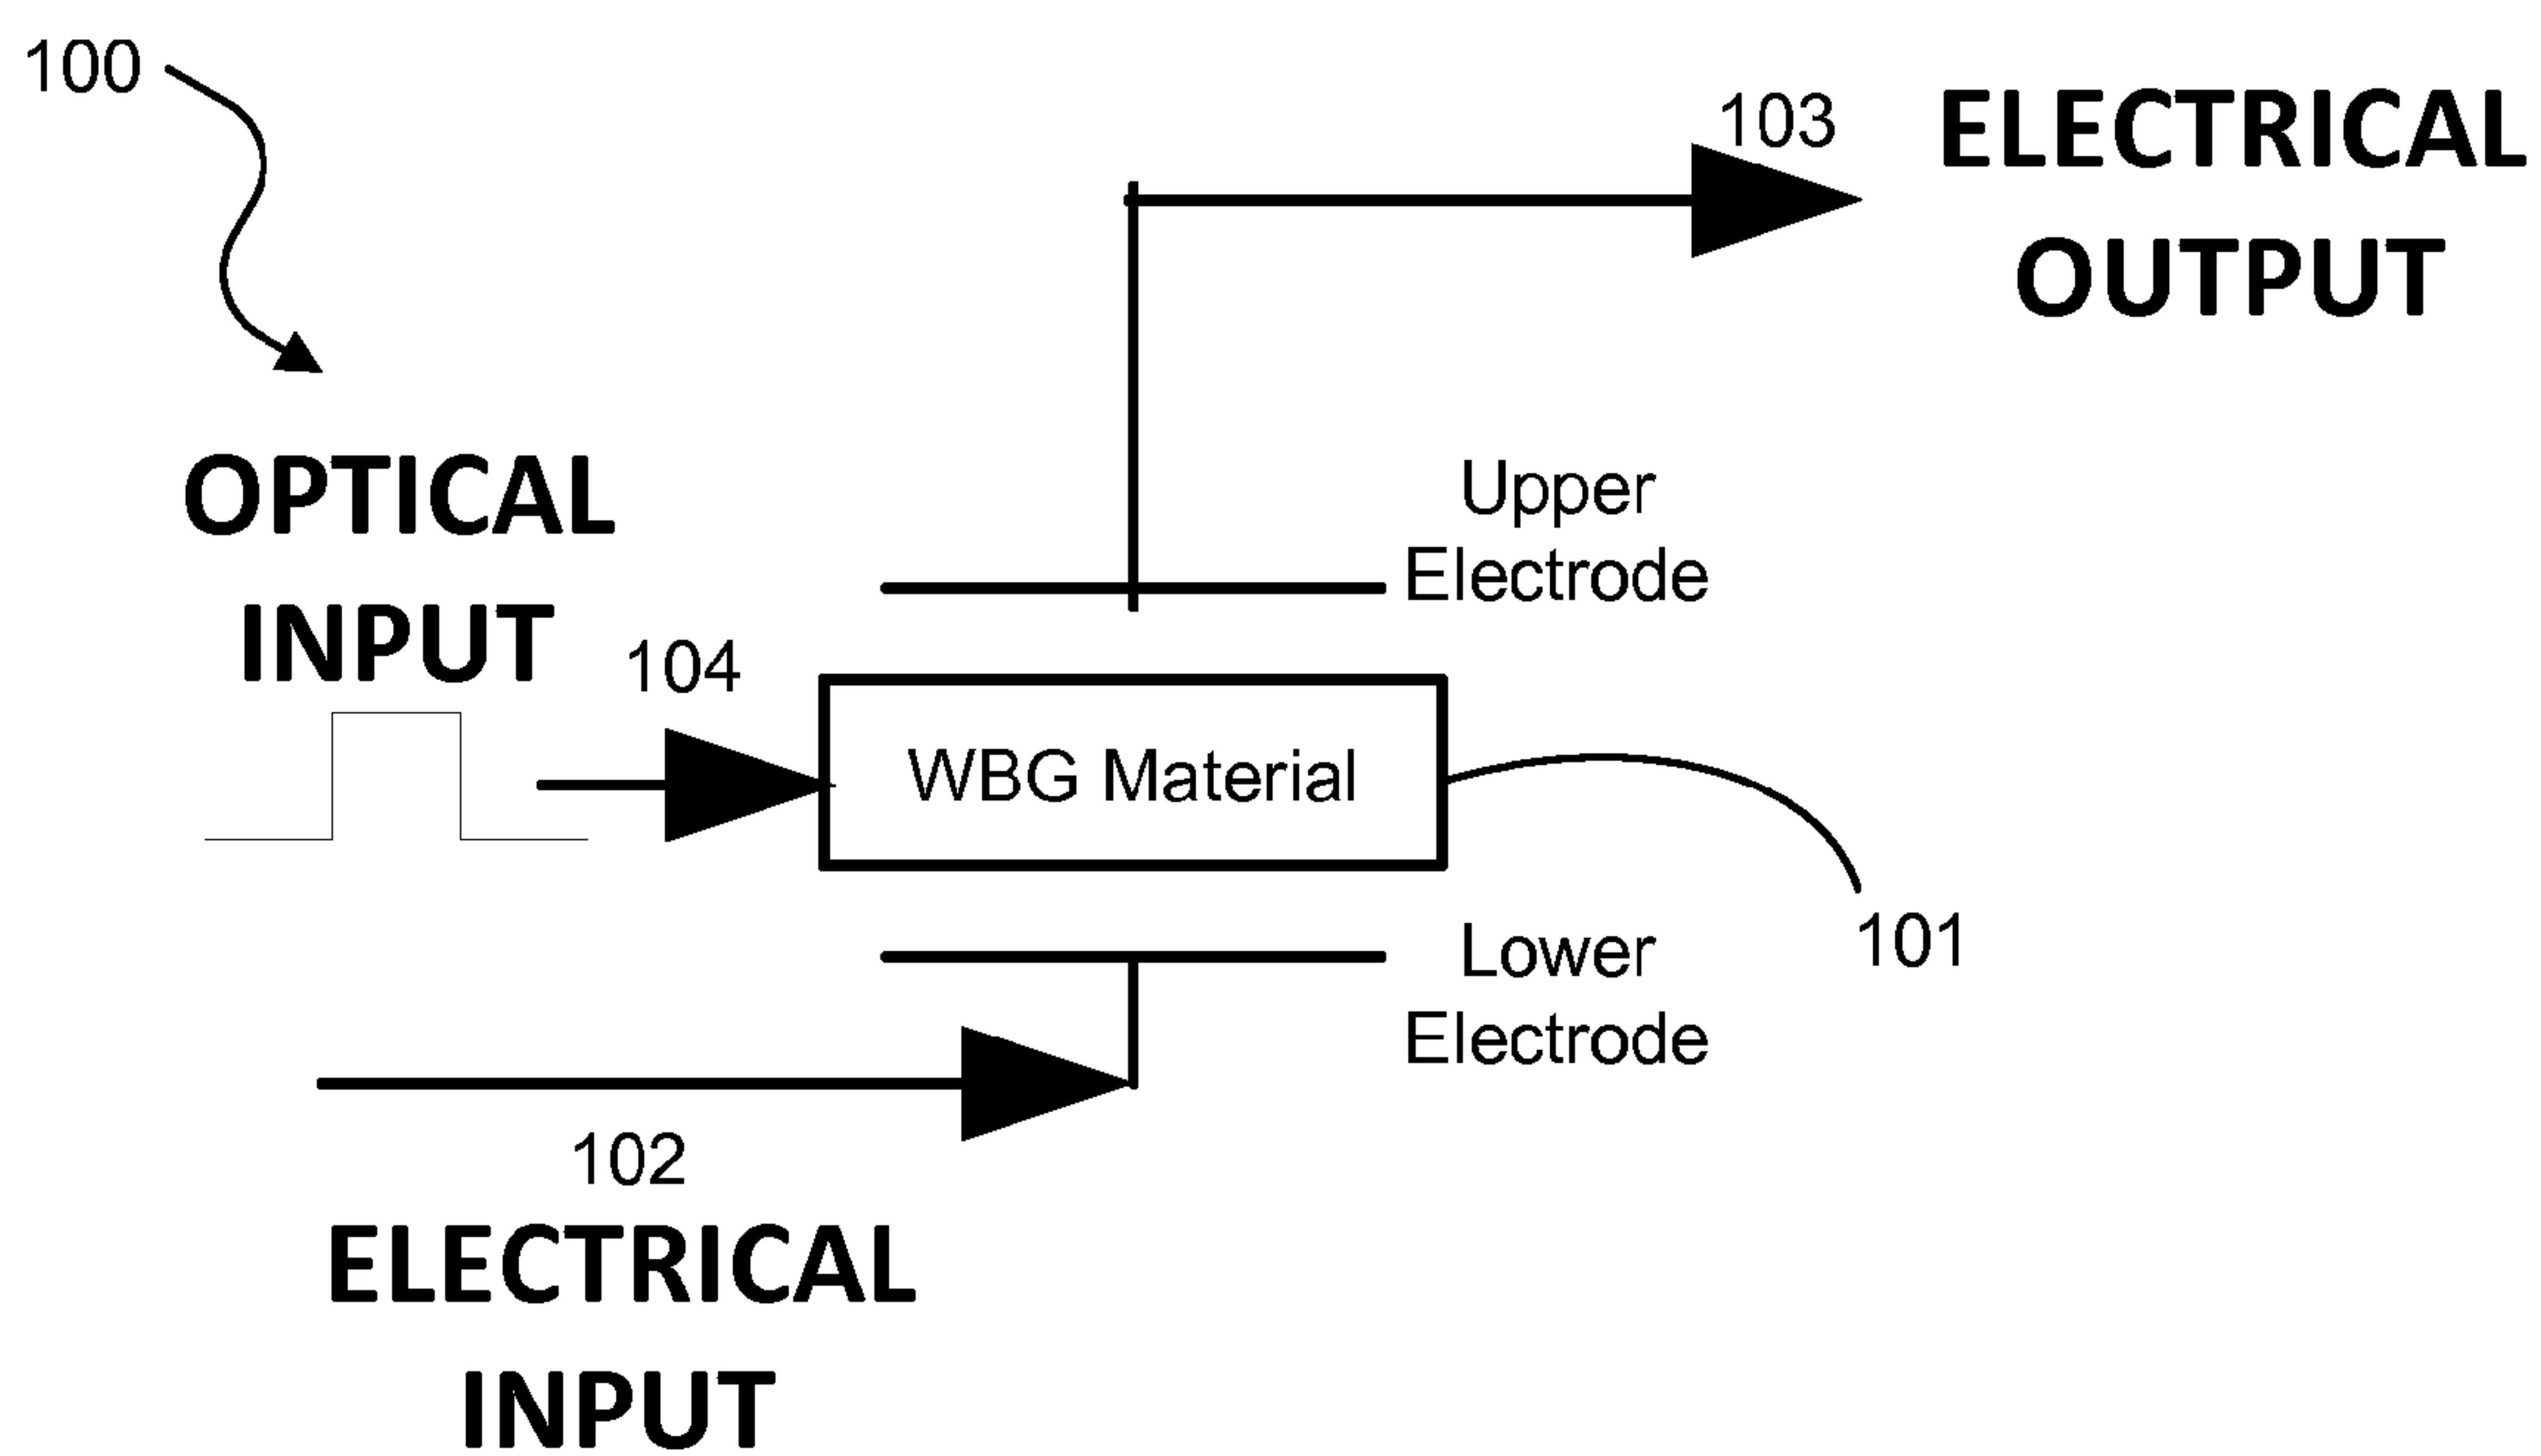 100
103
ELECTRICAL
OUTPUT
OPTICAL
INPUT
Upper
Electrode
104
WBG Material
101
Lower
Electrode
102
ELECTRICAL
INPUT